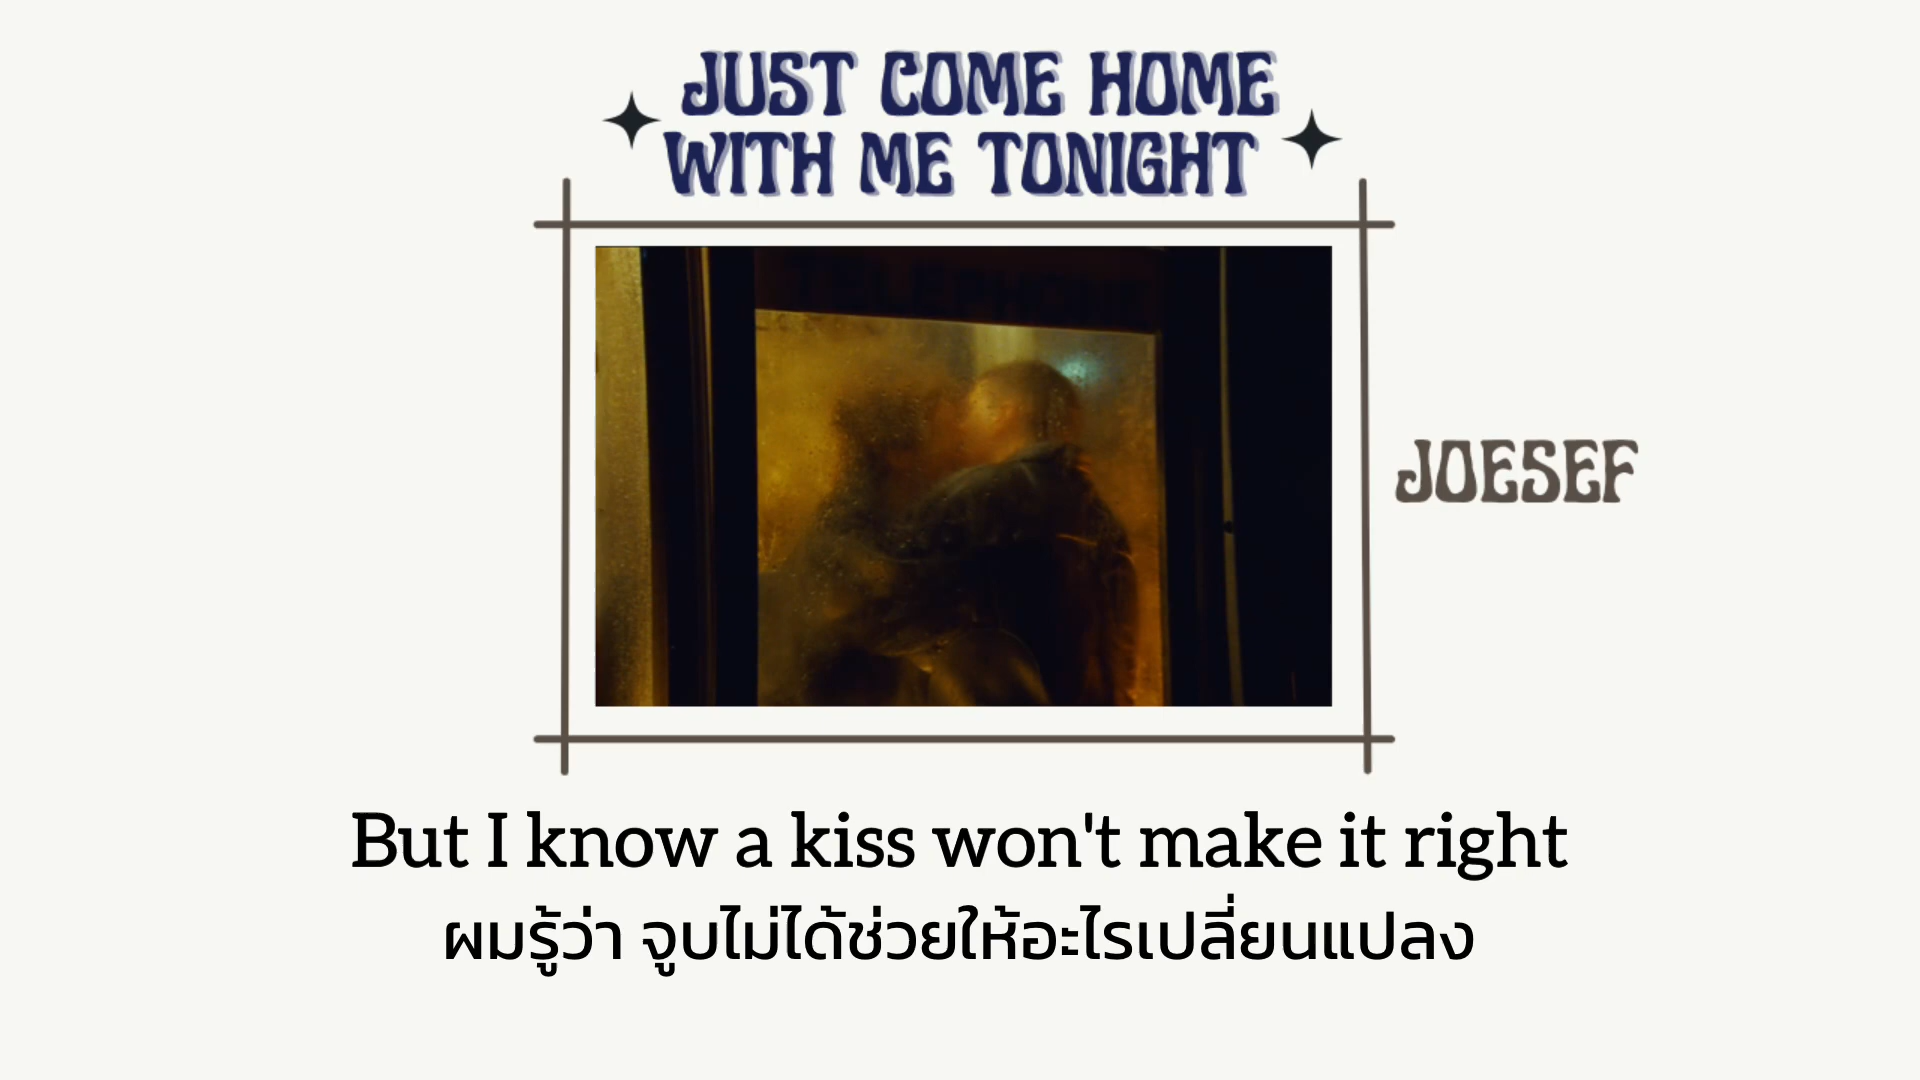 JUST COME HOME
WITH ME TONIGHT
TELEPHONE
JOESEF
But I know a kiss won't make it right
ผมรู้ว่า จูบไม่ได้ช่วยให้อะไรเปลี่ยนแปลง